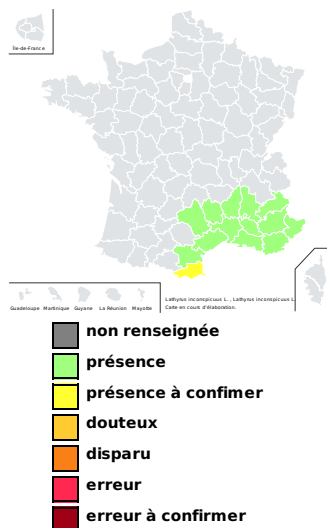 Île-de-France
Guadeloupe Martinique Guyane La Réunion Mayotte
Lathyrus inconspicuus L. , Lathyrus inconspicuus L.
Carte en cours d'élaboration.
non renseignée
présence
présence à confimer
douteux
disparu
erreur
erreur à confirmer